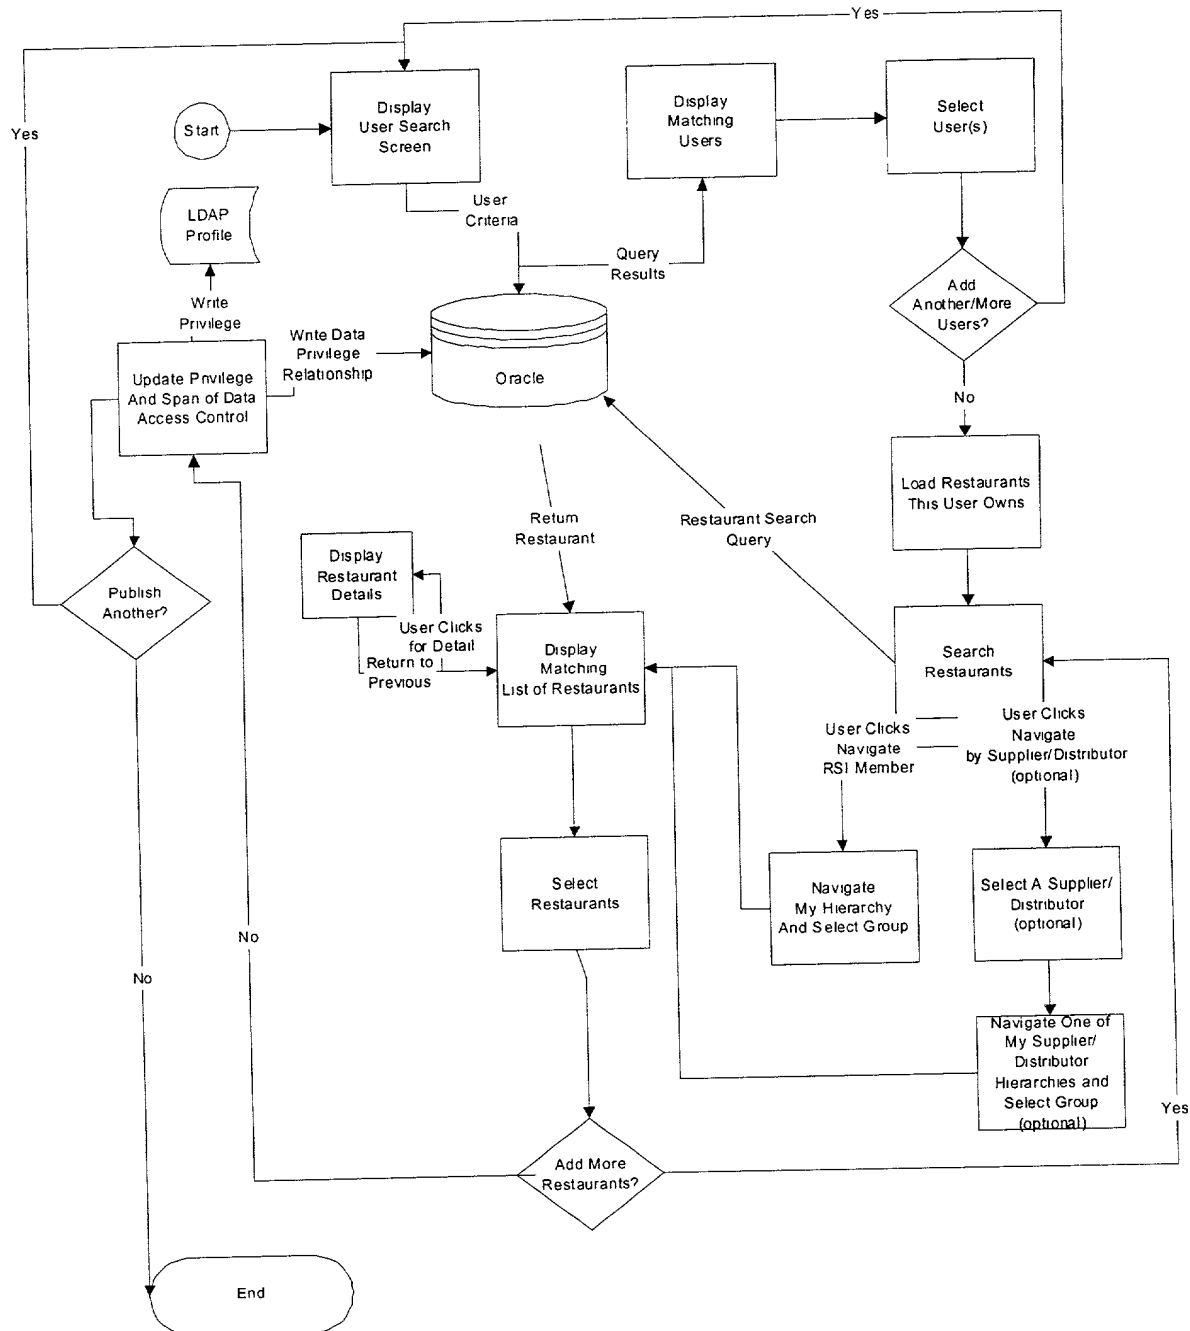 Yes
Yes
Start
Display
User Search
Screen
Display
Matching
Users
Select
User(s)
LDAP
Profile
User
Criteria
Query
Results
Add
Another/More
Users?
Write
Privilege
Write Data
Privilege
Relationship
Oracle
Update Privilege
And Span of Data
Access Control
No
Load Restaurants
This User Owns
Return
Restaurant
Restaurant Search
Query
Display
Restaurant
Details
Publish
Another?
User Clicks
for Detail
Return to
Previous
Display
Matching
List of Restaurants
Search
Restaurants
User Clicks
Navigate
RSI Member
User Clicks
Navigate
by Supplier/Distributor
(optional)
Select
Restaurants
Navigate
My Hierarchy
And Select Group
Select A Supplier/
Distributor
(optional)
No
No
Navigate One of
My Supplier/
Distributor
Hierarchies and
Select Group
(optional)
Yes
Add More
Restaurants?
End